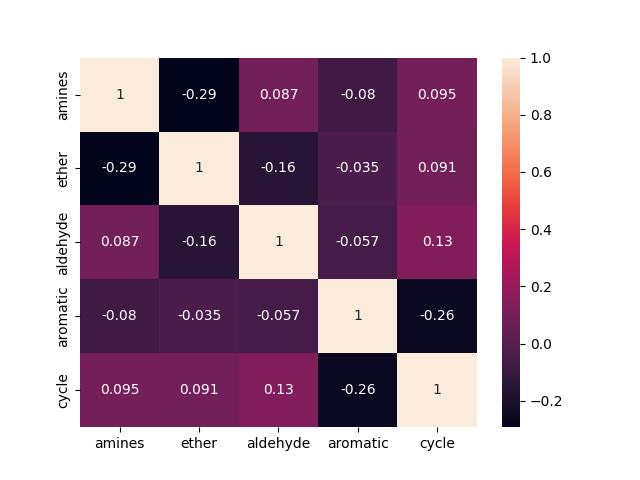 amines 1 -0.29 0.087 -0.08 0.095
ether -0.29 1 -0.16 -0.035 0.091
aldehyde 0.087 -0.16 1 -0.057 0.13
aromatic -0.08 -0.035 -0.057 1 -0.26
cycle 0.095 0.091 0.13 -0.26 1
amines ether aldehyde aromatic cycle
1.0
0.8
0.6
0.4
0.2
0.0
−0.2